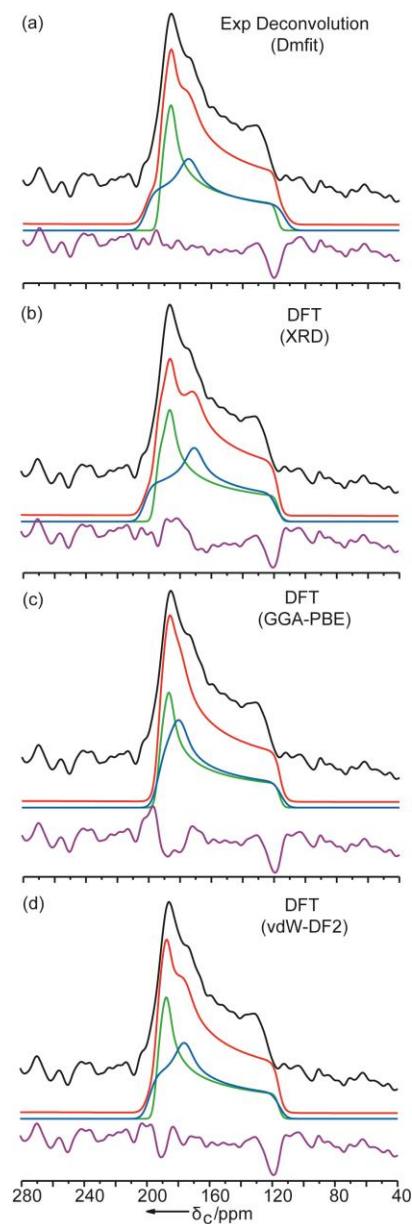 (a)
Exp Deconvolution
(Dmfit)
(b)
DFT
(XRD)
(c)
DFT
(GGA-PBE)
(d)
DFT
(vdW-DF2)
280 240 200 160 120 80 40
← δc/ppm